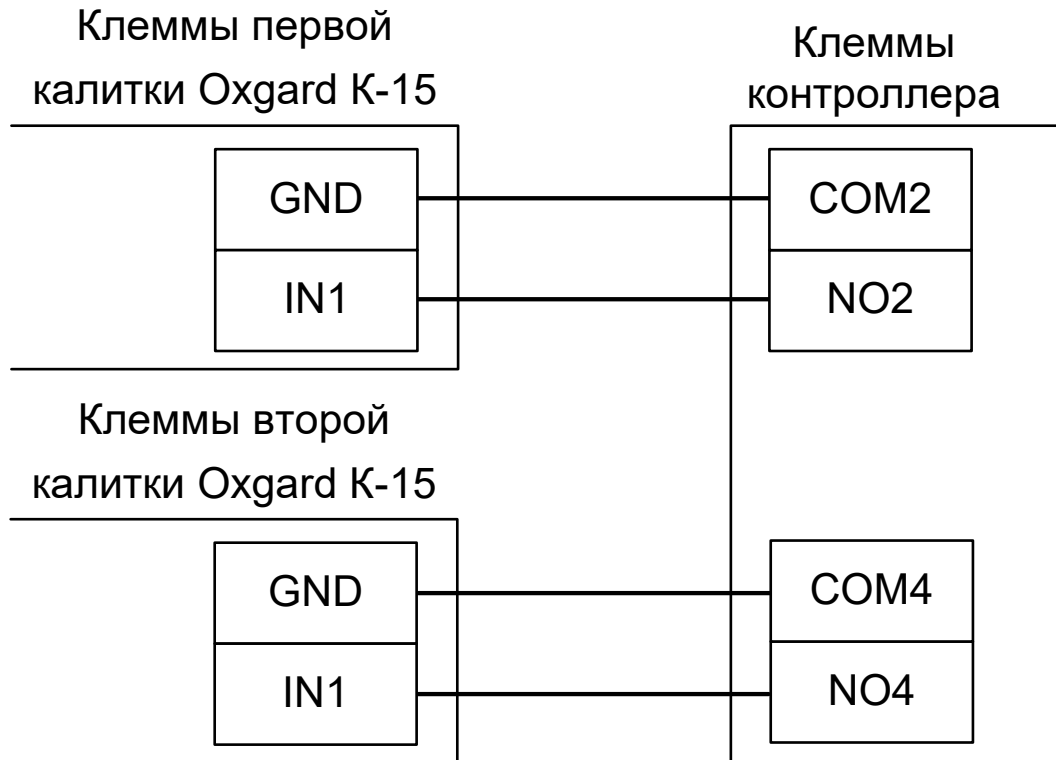 Клеммы первой
калитки Oxgard К-15
Клеммы
контроллера
GND
COM2
IN1
NO2
Клеммы второй
калитки Oxgard К-15
GND
COM4
IN1
NO4